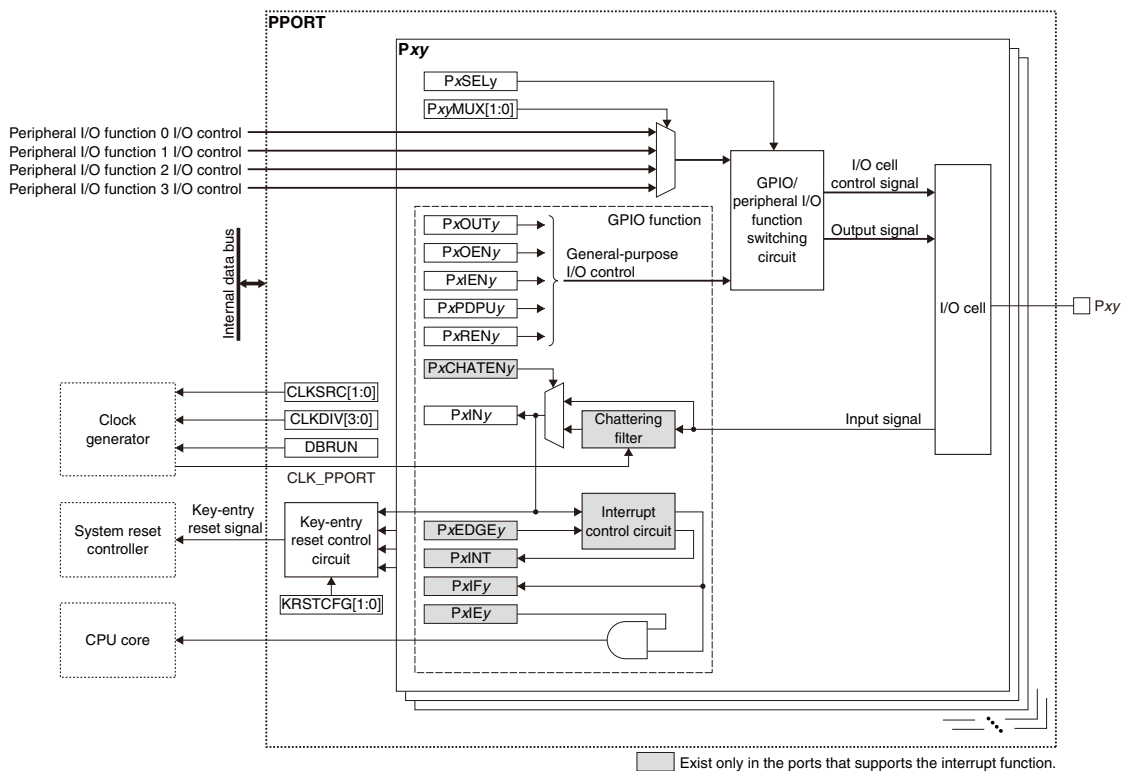 PPORT
Pxy
PxSELy
PxyMUX[1:0]
Peripheral I/O function 0 I/O control
Peripheral I/O function 1 I/O control
Peripheral I/O function 2 I/O control
Peripheral I/O function 3 I/O control
GPIO/
peripheral I/O
function
switching
circuit
I/O cell
control signal
Output signal
I/O cell
Pxy
GPIO function
PxOUTy
PxOENy
PxIENy
PxPDPUy
PxRENy
General-purpose
I/O control
Internal data bus
PxCHATENy
PxINy
Chattering
filter
Input signal
Clock
generator
CLKSRC[1:0]
CLKDIV[3:0]
DBRUN
CLK_PPORT
System reset
controller
Key-entry
reset signal
Key-entry
reset control
circuit
KRSTCFG[1:0]
PxEDGEy
PxINT
PxIFy
PxIEy
Interrupt
control circuit
CPU core
Exist only in the ports that supports the interrupt function.